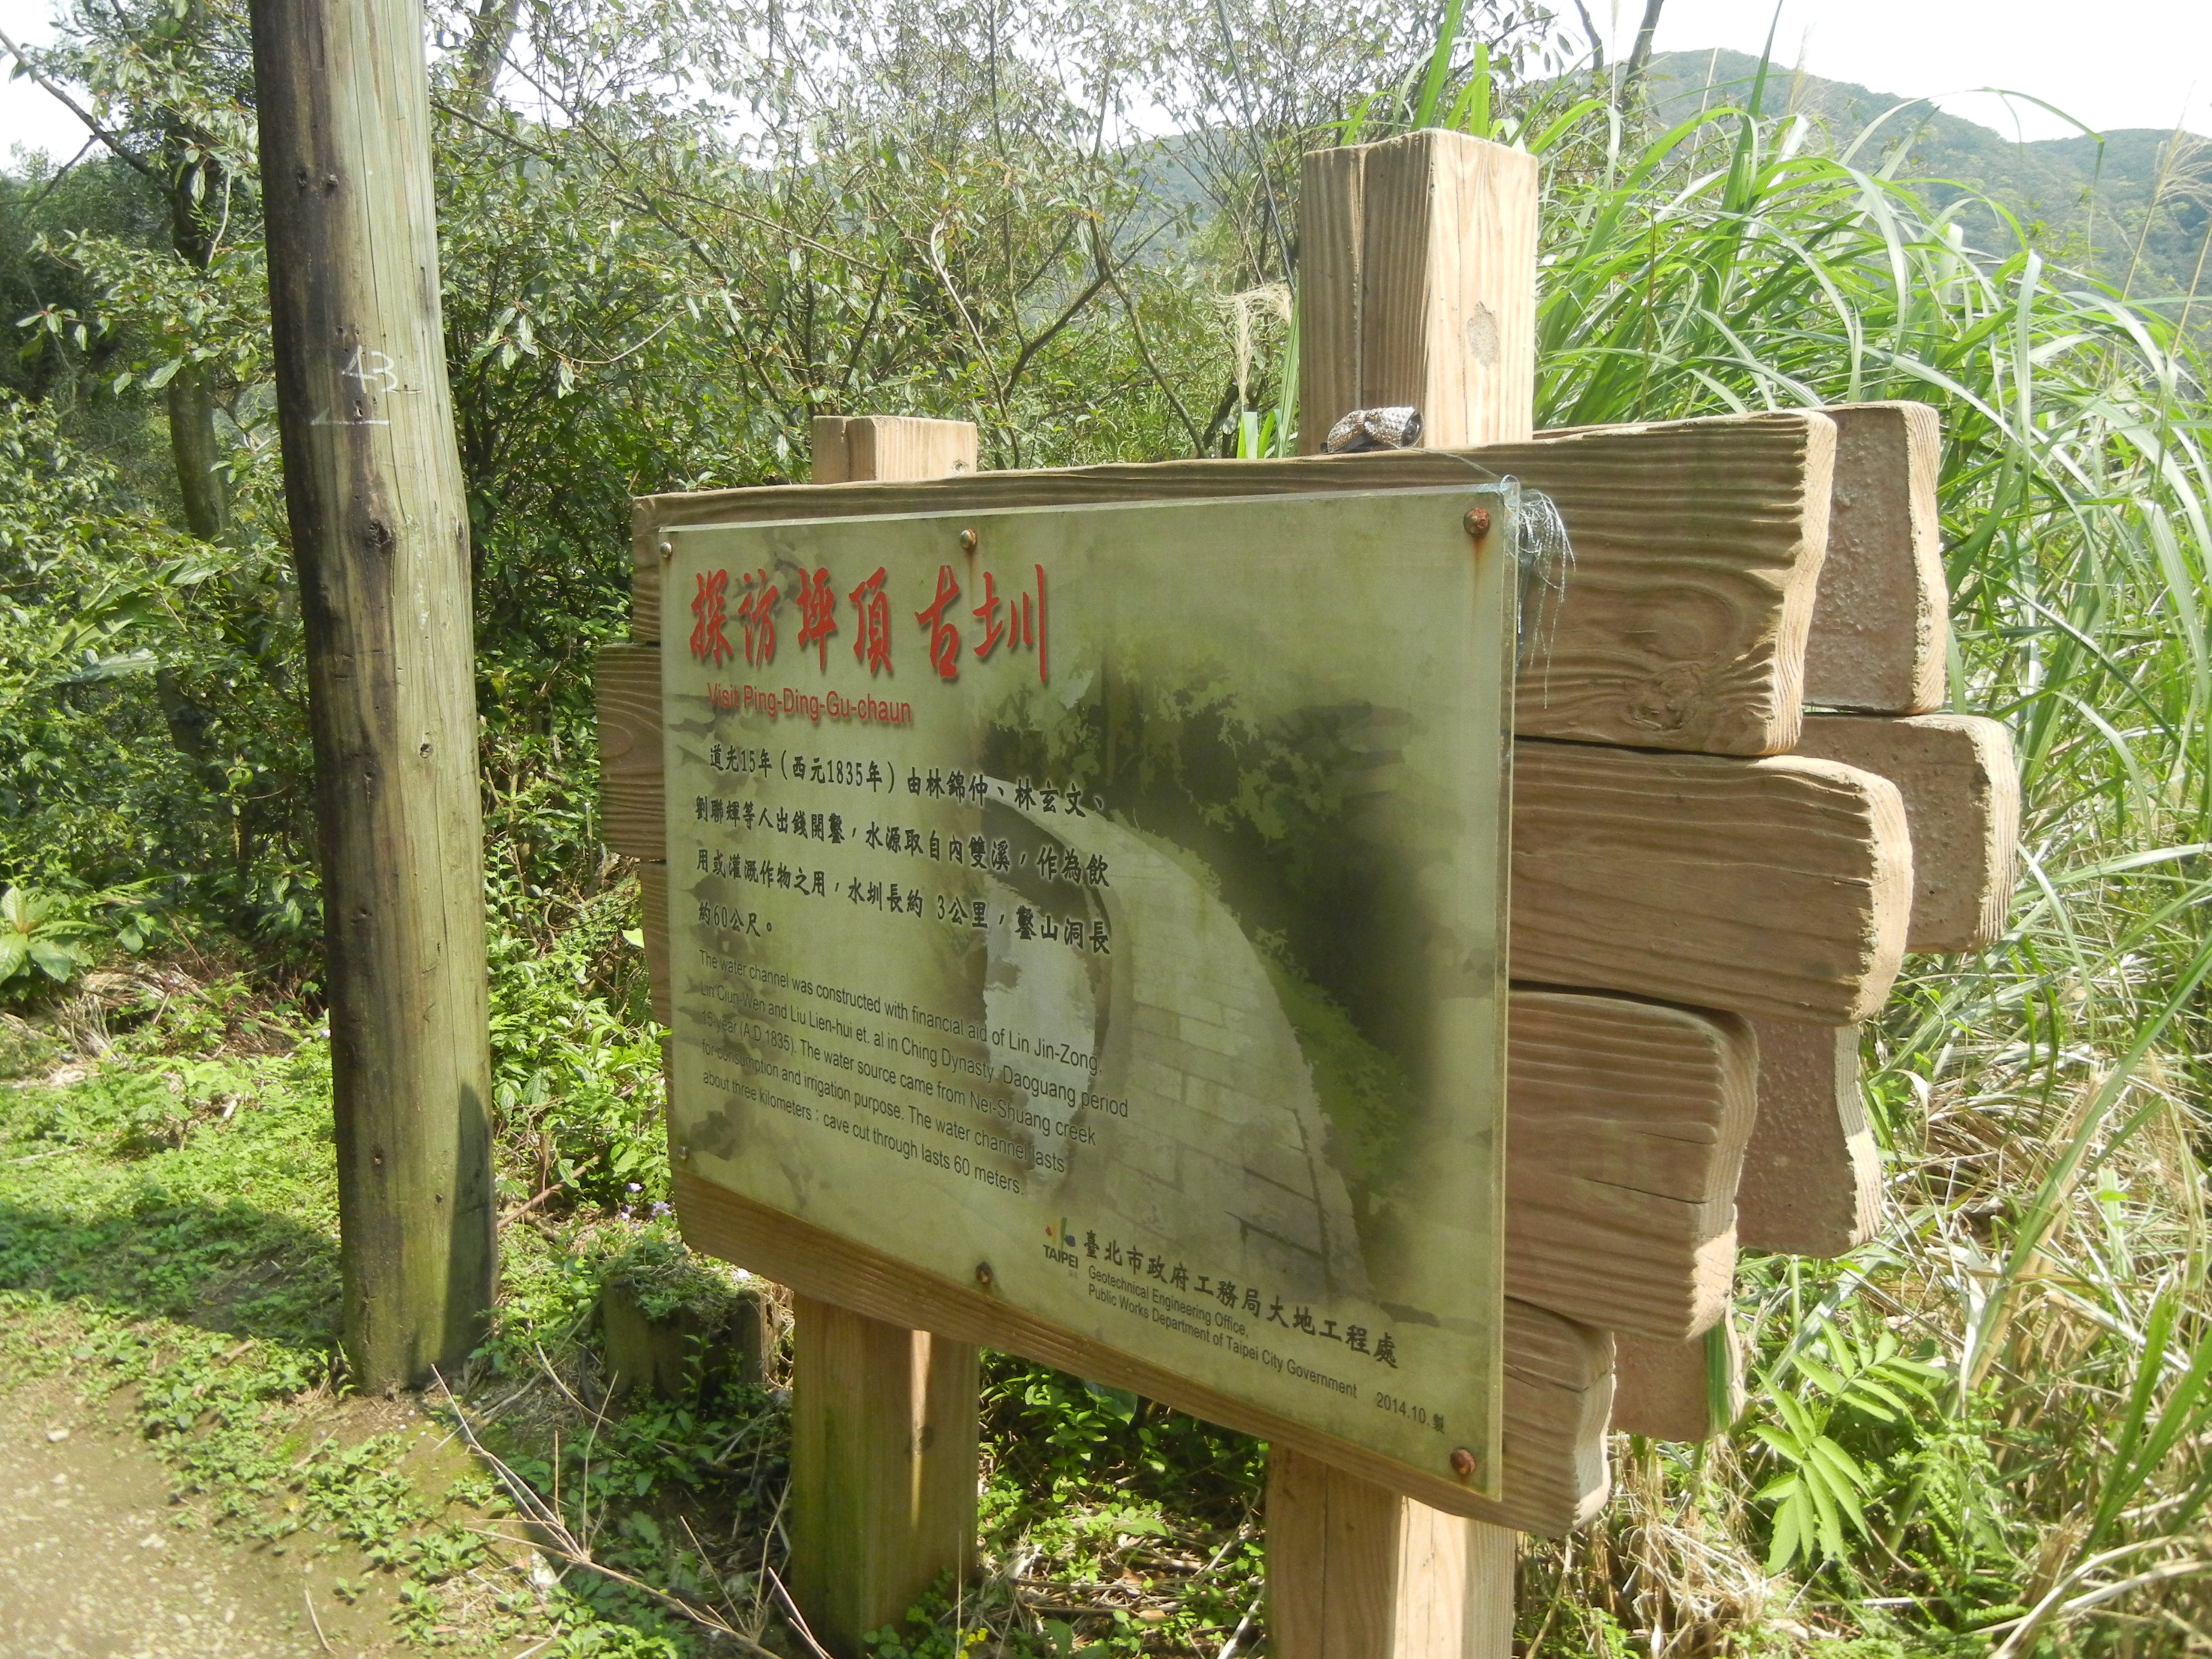 43
探訪坪頂古圳
Visit Ping-Ding-Gu-chaun
道光15年（西元1835年）由林錦仲、林玄文、
劉聯輝等人出錢開鑿，水源取自內雙溪，作為飲
用或灌溉作物之用，水圳長約 3公里，鑿山洞長
約60公尺。
The water channel was constructed with financial aid of Lin Jin-Zong,
Lin Ciun-Wen and Liu Lien-hui et. al in Ching Dynasty Daoguang period
15-year (A.D 1835). The water source came from Nei-Shuang creek
for consumption and irrigation purpose. The water channel lasts
about three kilometers：cave cut through lasts 60 meters.
TAIPEI
臺北市政府工務局大地工程處
Geotechnical Engineering Office,
Public Works Department of Taipei City Government
2014.10.製